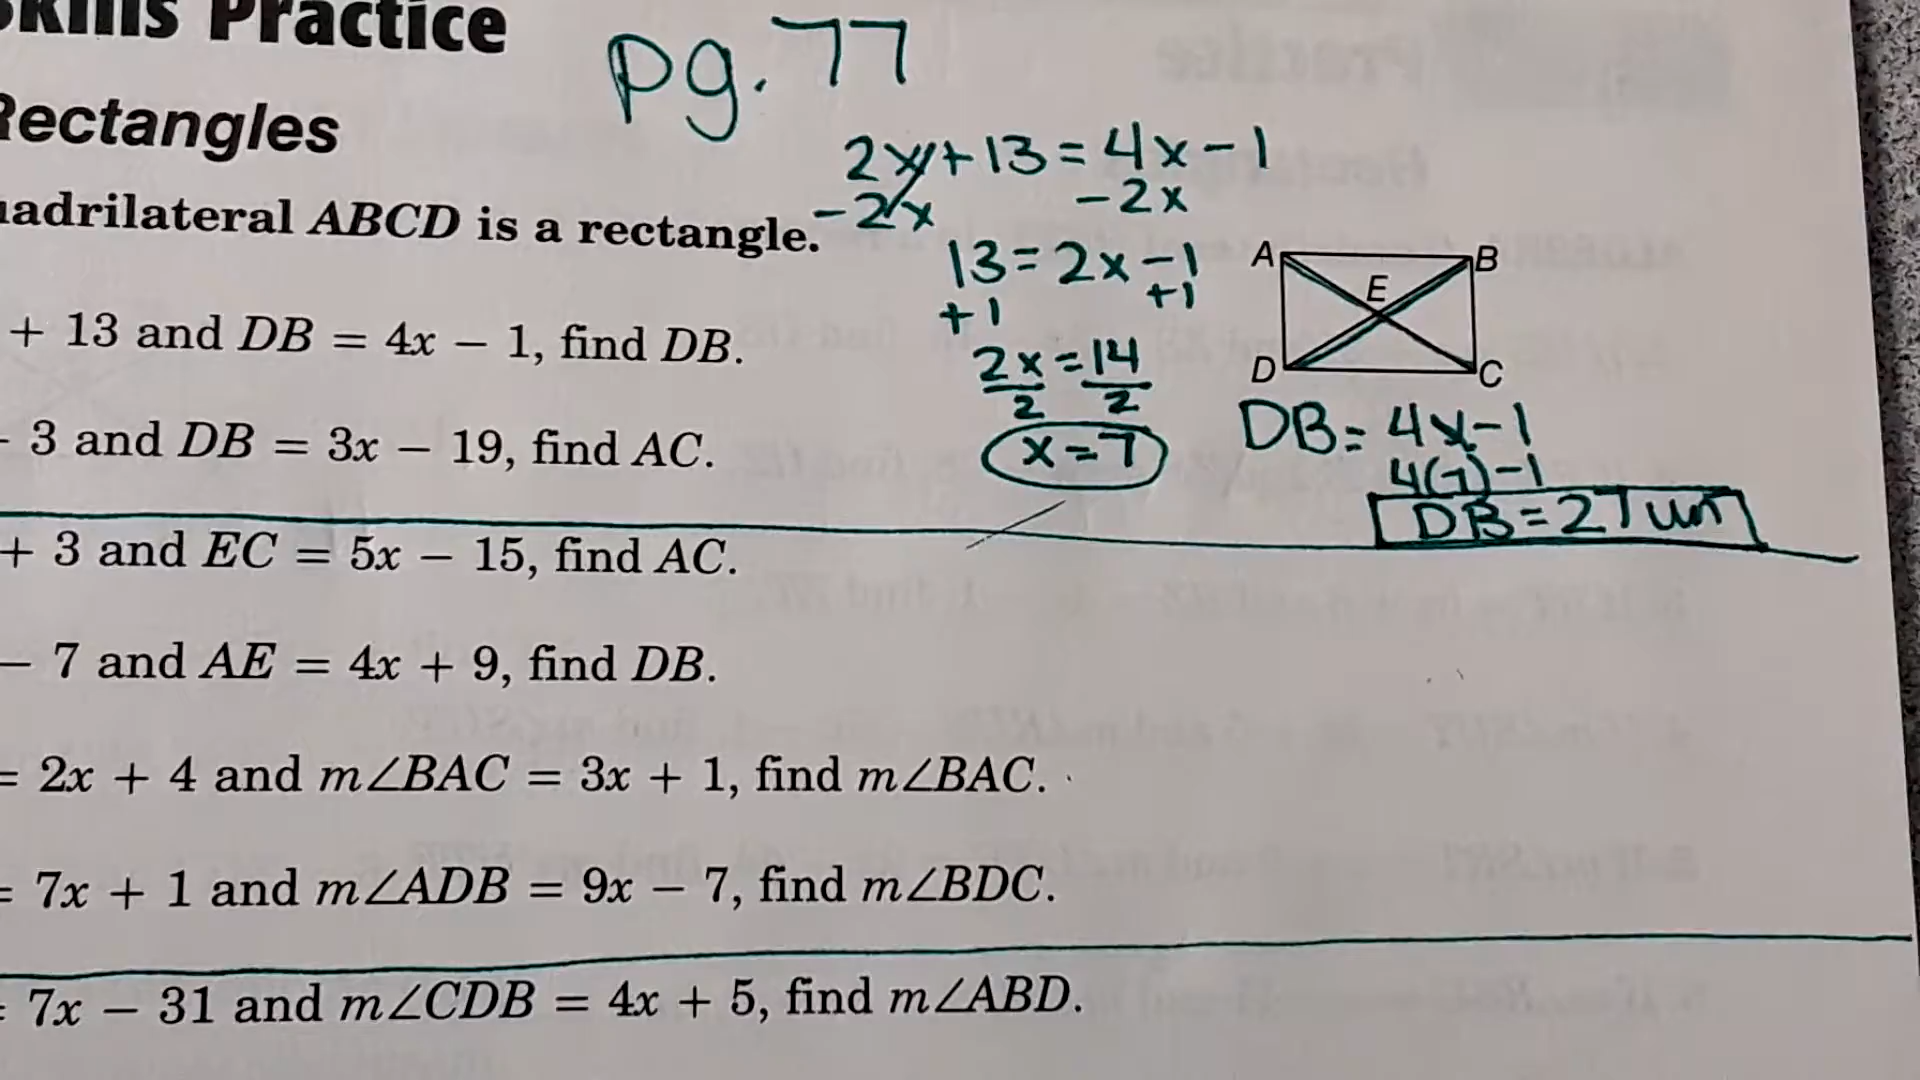 Skills Practice
pg. 77
Rectangles
2x + 13 = 4x - 1
-2x -2x
uadrilateral ABCD is a rectangle.
13 = 2x - 1
+1 +1
A B
E
D C
+ 13 and DB = 4x − 1, find DB.
2x = 14
2 2
x = 7
DB = 4x - 1
4(7) - 1
DB = 27 un
- 3 and DB = 3x − 19, find AC.
+ 3 and EC = 5x − 15, find AC.
− 7 and AE = 4x + 9, find DB.
= 2x + 4 and m∠BAC = 3x + 1, find m∠BAC.
= 7x + 1 and m∠ADB = 9x − 7, find m∠BDC.
= 7x − 31 and m∠CDB = 4x + 5, find m∠ABD.